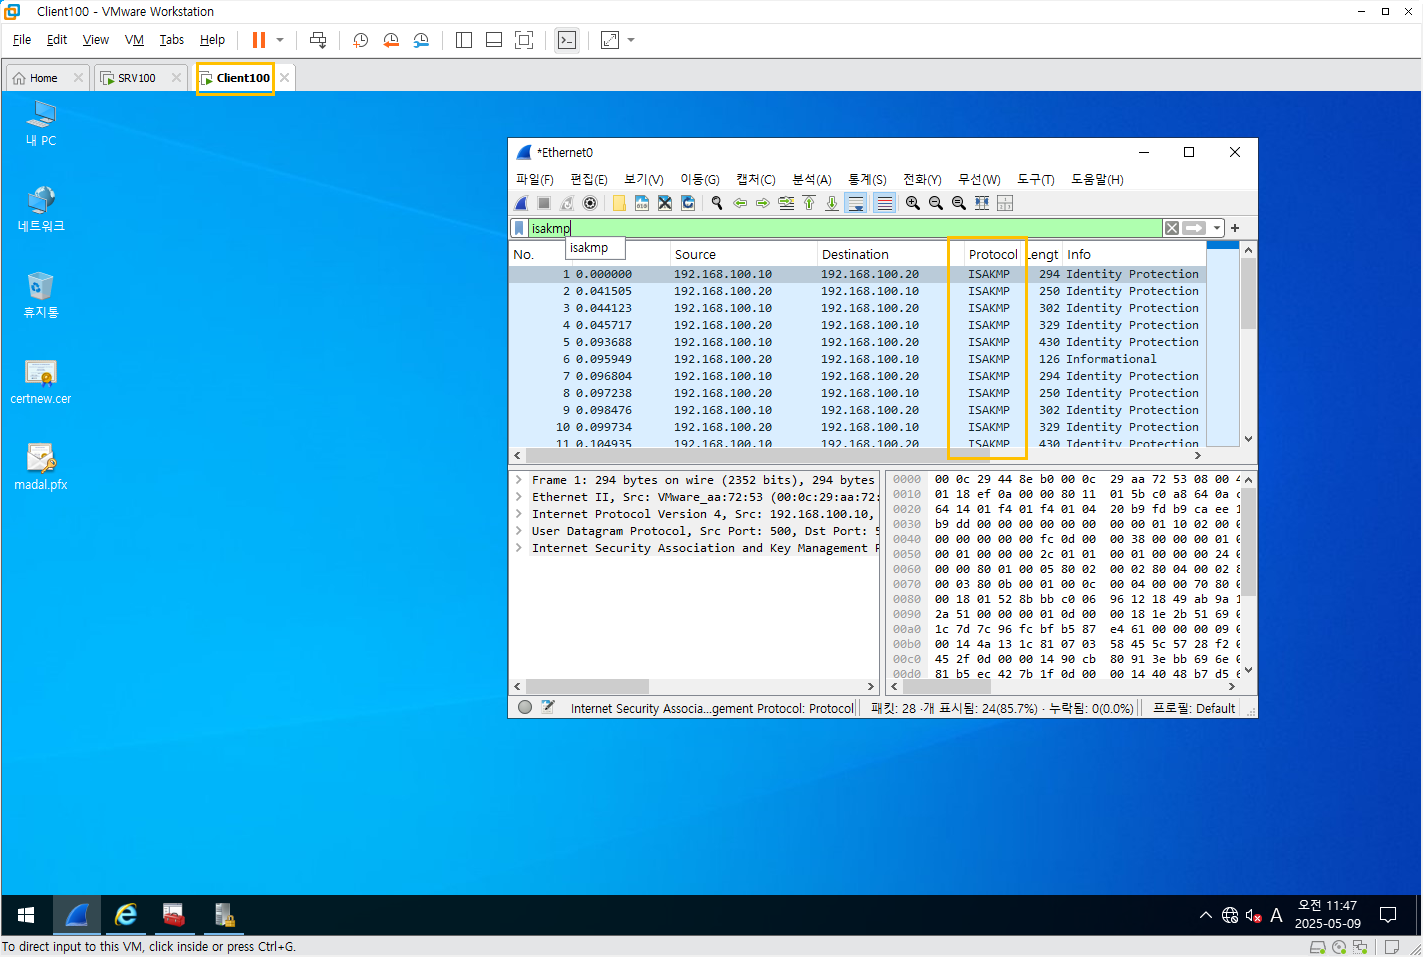 Client100 - VMware Workstation
File Edit View VM Tabs Help
Home SRV100 Client100
내 PC
네트워크
휴지통
certnew.cer
madal.pfx
*Ethernet0
파일(F) 편집(E) 보기(V) 이동(G) 캡처(C) 분석(A) 통계(S) 전화(Y) 무선(W) 도구(T) 도움말(H)
isakmp
isakmp
No. Source Destination Protocol Lengt Info
1 0.000000 192.168.100.10 192.168.100.20 ISAKMP 294 Identity Protection
2 0.041505 192.168.100.20 192.168.100.10 ISAKMP 250 Identity Protection
3 0.044123 192.168.100.10 192.168.100.20 ISAKMP 302 Identity Protection
4 0.045717 192.168.100.20 192.168.100.10 ISAKMP 329 Identity Protection
5 0.093688 192.168.100.10 192.168.100.20 ISAKMP 430 Identity Protection
6 0.095949 192.168.100.20 192.168.100.10 ISAKMP 126 Informational
7 0.096804 192.168.100.10 192.168.100.20 ISAKMP 294 Identity Protection
8 0.097238 192.168.100.20 192.168.100.10 ISAKMP 250 Identity Protection
9 0.098476 192.168.100.10 192.168.100.20 ISAKMP 302 Identity Protection
10 0.099734 192.168.100.20 192.168.100.10 ISAKMP 329 Identity Protection
11 0.104935 192.168.100.10 192.168.100.20 ISAKMP 430 Identity Protection
Frame 1: 294 bytes on wire (2352 bits), 294 bytes
Ethernet II, Src: VMware_aa:72:53 (00:0c:29:aa:72:
Internet Protocol Version 4, Src: 192.168.100.10,
User Datagram Protocol, Src Port: 500, Dst Port: 5
Internet Security Association and Key Management P
0000 00 0c 29 44 8e b0 00 0c 29 aa 72 53 08 00 4
0010 01 18 ef 0a 00 00 80 11 01 5b c0 a8 64 0a c
0020 64 14 01 f4 01 f4 01 04 20 b9 fd b9 ca ee 1
0030 b9 dd 00 00 00 00 00 00 00 00 01 10 02 00 0
0040 00 00 00 00 00 fc 0d 00 00 38 00 00 00 01 0
0050 00 01 00 00 00 2c 01 01 00 01 00 00 00 24 0
0060 00 00 80 01 00 05 80 02 00 02 80 04 00 02 8
0070 00 03 80 0b 00 01 00 0c 00 04 00 00 70 80 0
0080 00 18 01 52 8b bb c0 06 96 12 18 49 ab 9a 1
0090 2a 51 00 00 00 01 0d 00 00 18 1e 2b 51 69 0
00a0 1c 7d 7c 96 fc bf b5 87 e4 61 00 00 00 09 0
00b0 00 14 4a 13 1c 81 07 03 58 45 5c 57 28 f2 0
00c0 45 2f 0d 00 00 14 90 cb 80 91 3e bb 69 6e 0
00d0 81 b5 ec 42 7b 1f 0d 00 00 14 40 48 b7 d5 6
Internet Security Associa...gement Protocol: Protocol 패킷: 28 · 개 표시됨: 24(85.7%) · 누락됨: 0(0.0%) 프로필: Default
A 오전 11:47
2025-05-09
To direct input to this VM, click inside or press Ctrl+G.